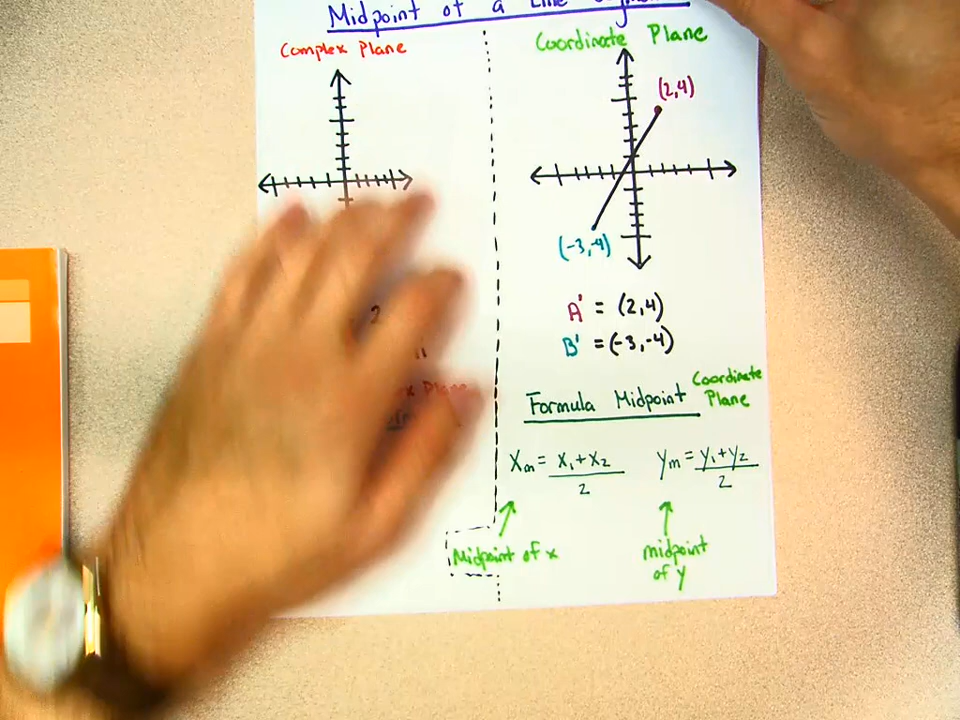 Midpoint of a Line
Complex Plane
Coordinate Plane
(2,4)
(-3,-4)
A' = (2,4)
B' = (-3,-4)
Formula Midpoint Coordinate Plane
Xm = x₁+x₂ / 2
ym = y₁+y₂ / 2
Midpoint of x
midpoint
of y